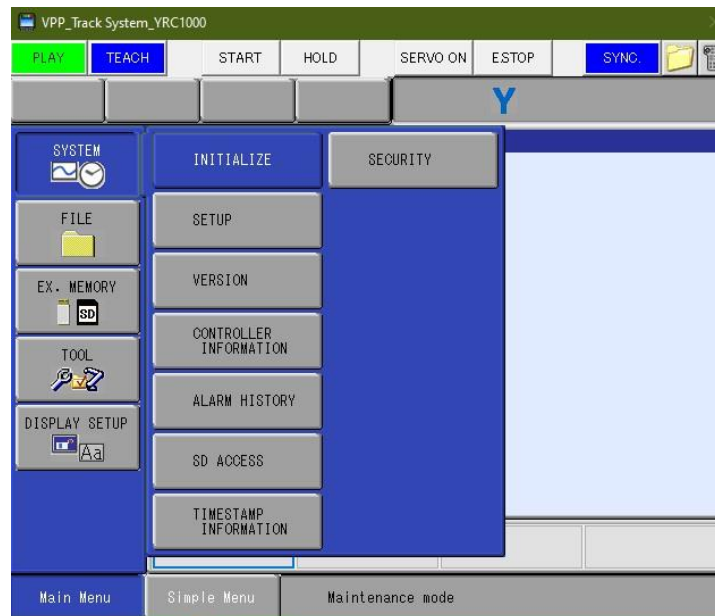 VPP_Track System_YRC1000
PLAY TEACH START HOLD SERVO ON E.STOP SYNC.
Y
SYSTEM
INITIALIZE
SECURITY
FILE
SETUP
EX. MEMORY
SD
VERSION
CONTROLLER
INFORMATION
TOOL
ALARM HISTORY
DISPLAY SETUP
Aa
SD ACCESS
TIMESTAMP
INFORMATION
Main Menu Simple Menu Maintenance mode